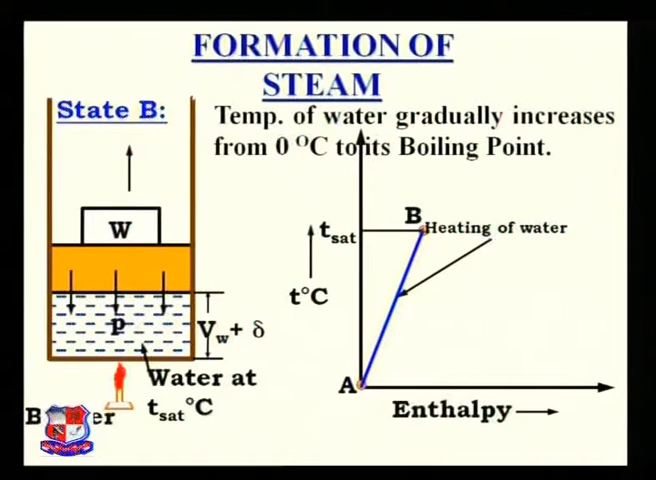 FORMATION OF
STEAM
State B:
Temp. of water gradually increases
from 0 °C to its Boiling Point.
W
p
Vw + δ
Water at
tsat°C
B
tsat
Heating of water
t°C
A
Enthalpy